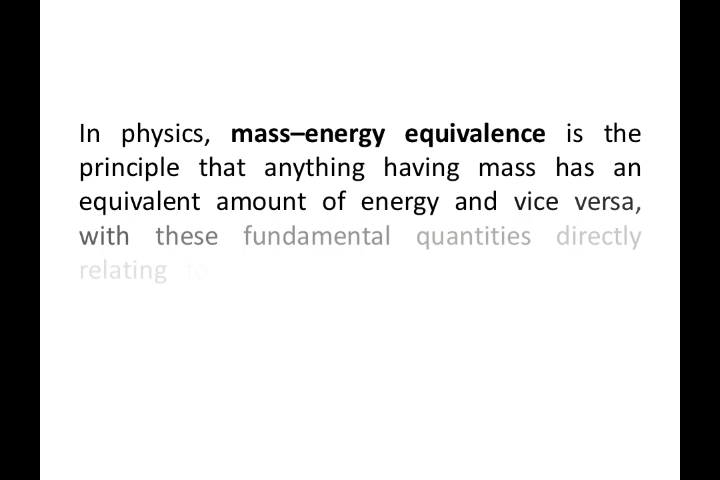 In physics, mass–energy equivalence is the
principle that anything having mass has an
equivalent amount of energy and vice versa,
with these fundamental quantities directly
relating to